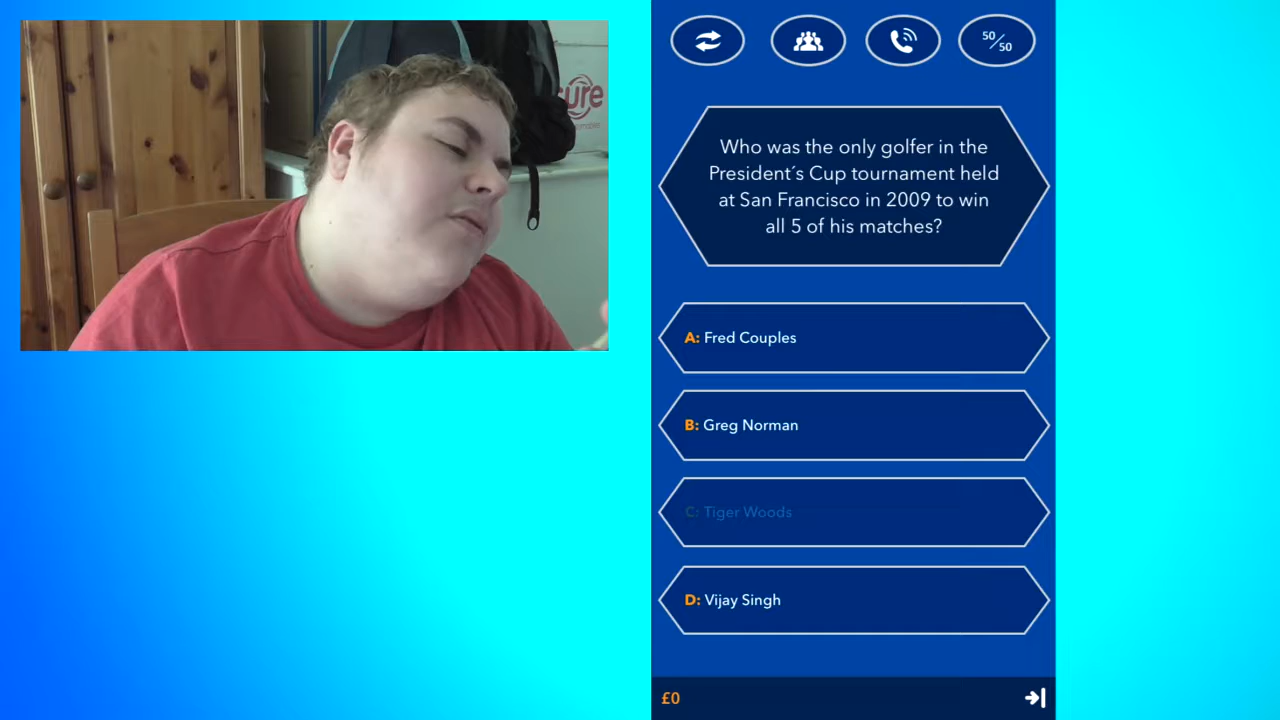 50/50
ure
Who was the only golfer in the
President´s Cup tournament held
at San Francisco in 2009 to win
all 5 of his matches?
A: Fred Couples
B: Greg Norman
C: Tiger Woods
D: Vijay Singh
£0